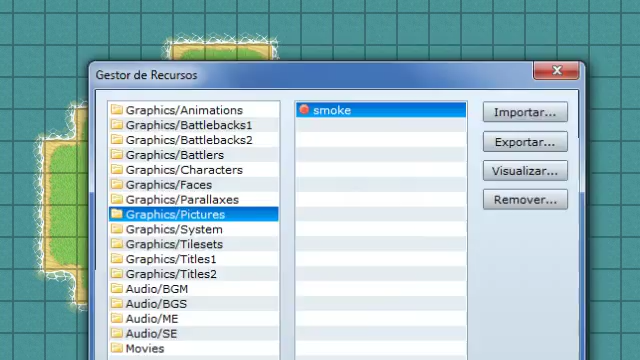 Gestor de Recursos
Graphics/Animations
Graphics/Battlebacks1
Graphics/Battlebacks2
Graphics/Battlers
Graphics/Characters
Graphics/Faces
Graphics/Parallaxes
Graphics/Pictures
Graphics/System
Graphics/Tilesets
Graphics/Titles1
Graphics/Titles2
Audio/BGM
Audio/BGS
Audio/ME
Audio/SE
Movies
smoke
Importar...
Exportar...
Visualizar...
Remover...